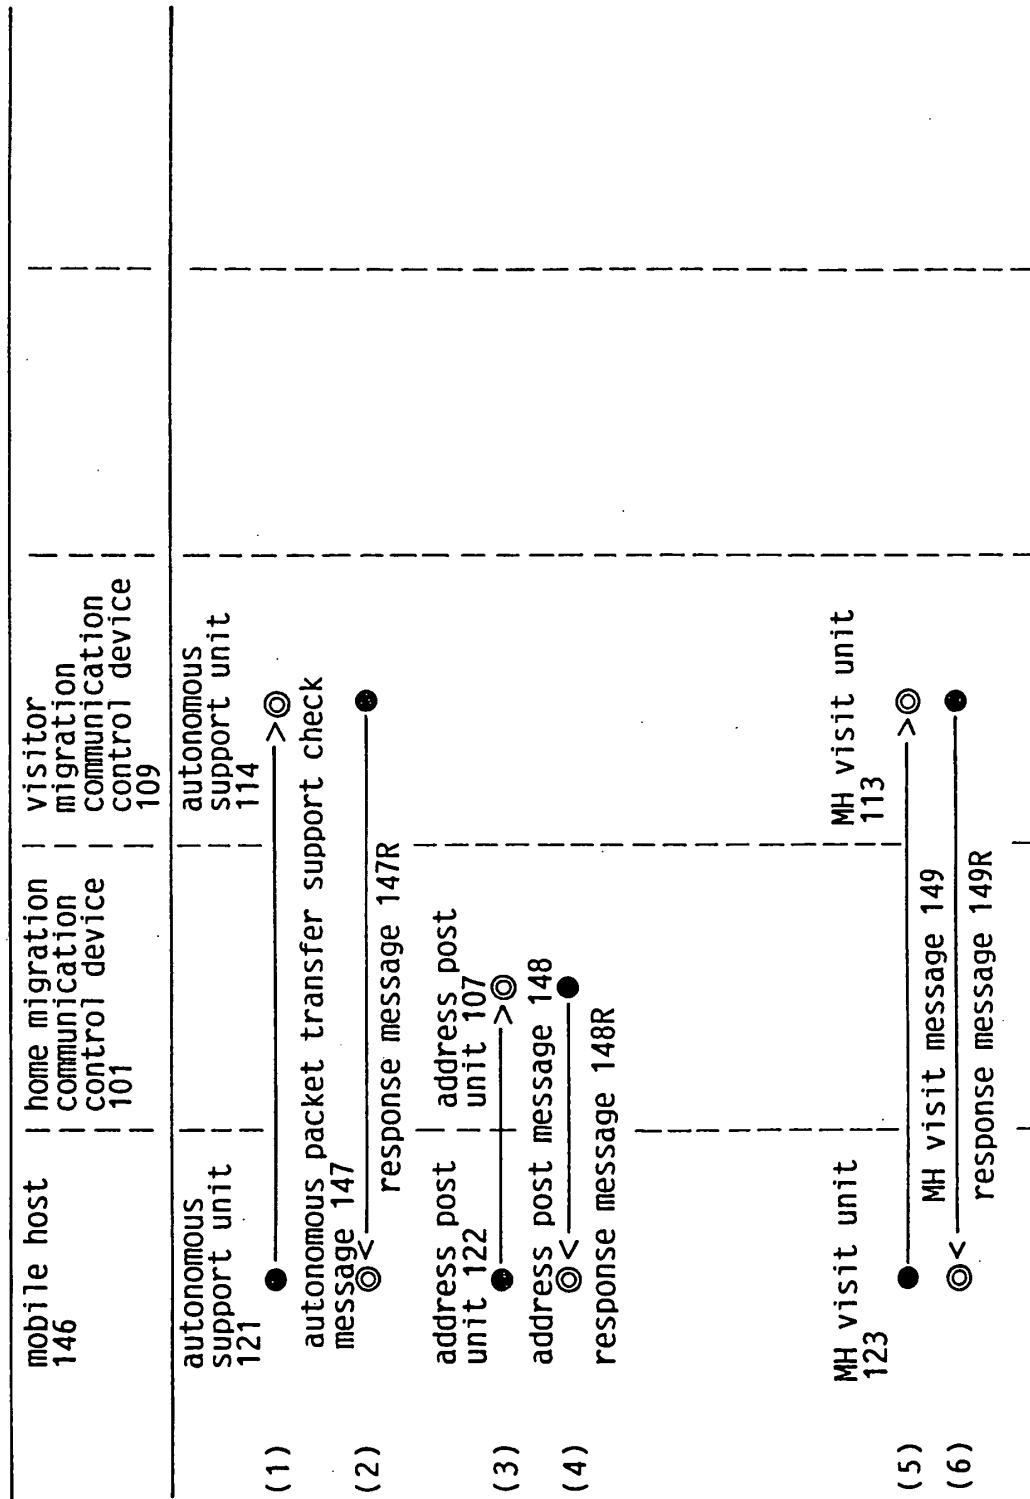 mobile host
146
home migration
communication
control device
101
visitor
migration
communication
control device
109
autonomous
support unit
121
autonomous
support unit
114
(1)
autonomous packet transfer support check
message 147
(2)
response message 147R
address post
unit 122
address post
unit 107
(3)
address post message 148
(4)
response message 148R
MH visit unit
123
MH visit unit
113
(5)
MH visit message 149
(6)
response message 149R